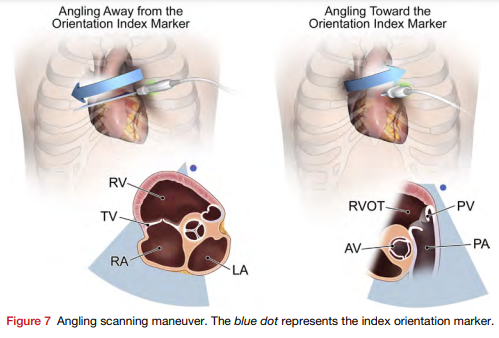 Angling Away from the
Orientation Index Marker
Angling Toward the
Orientation Index Marker
RV
TV
RA
LA
RVOT
PV
AV
PA
Figure 7 Angling scanning maneuver. The blue dot represents the index orientation marker.